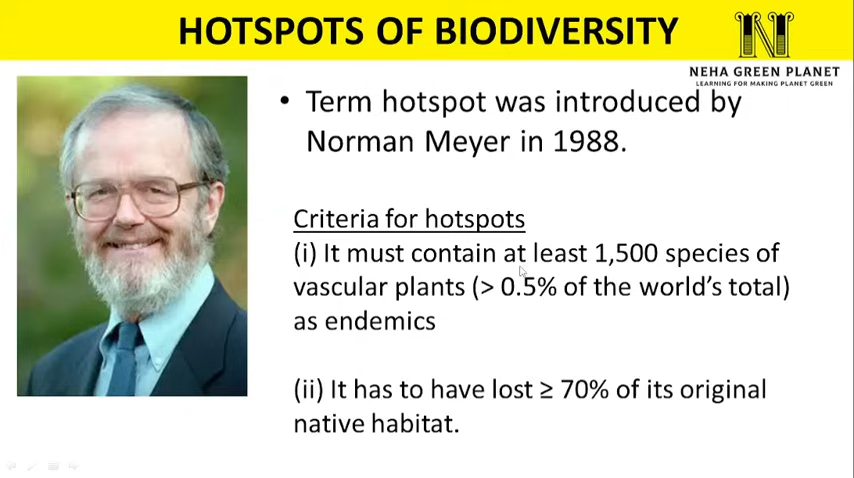 HOTSPOTS OF BIODIVERSITY
N
NEHA GREEN PLANET
LEARNING FOR MAKING PLANET GREEN
• Term hotspot was introduced by
Norman Meyer in 1988.
Criteria for hotspots
(i) It must contain at least 1,500 species of
vascular plants (> 0.5% of the world's total)
as endemics
(ii) It has to have lost ≥ 70% of its original
native habitat.